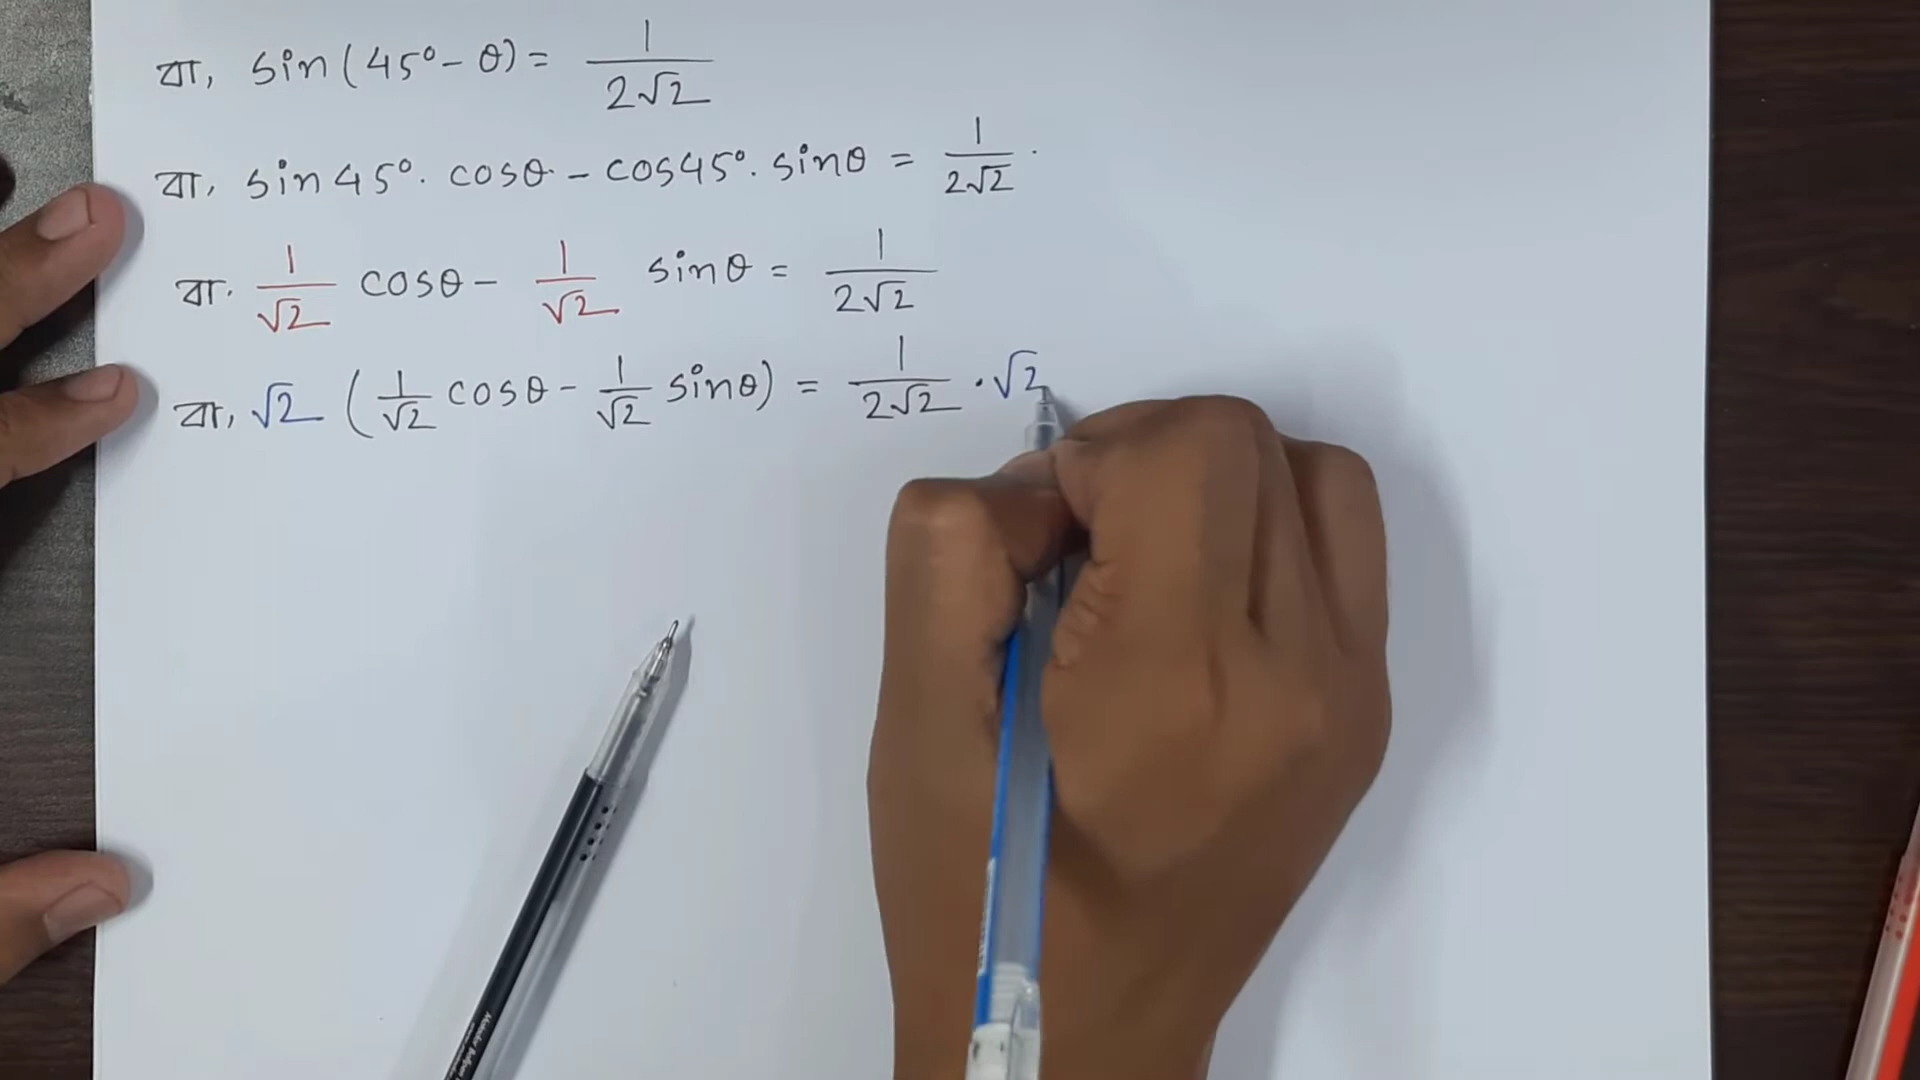 বা, sin(45° - θ) = 1/2√2
বা, sin45°. cosθ - cos45°. sinθ = 1/2√2
বা. 1/√2 cosθ - 1/√2 sinθ = 1/2√2
বা, √2 (1/√2 cosθ - 1/√2 sinθ) = 1/2√2 · √2